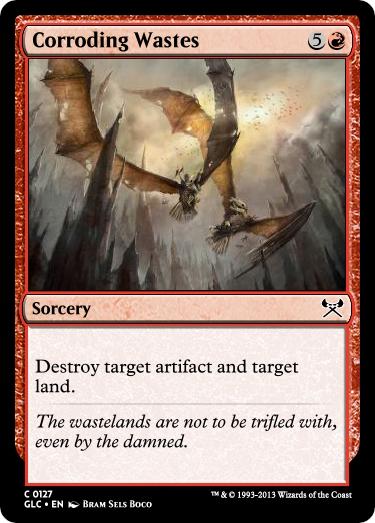 Corroding Wastes 5
Sorcery
Destroy target artifact and target
land.
The wastelands are not to be trifled with,
even by the damned.
C 0127
GLC • EN Bram Sels Boco
™ & © 1993-2013 Wizards of the Coast